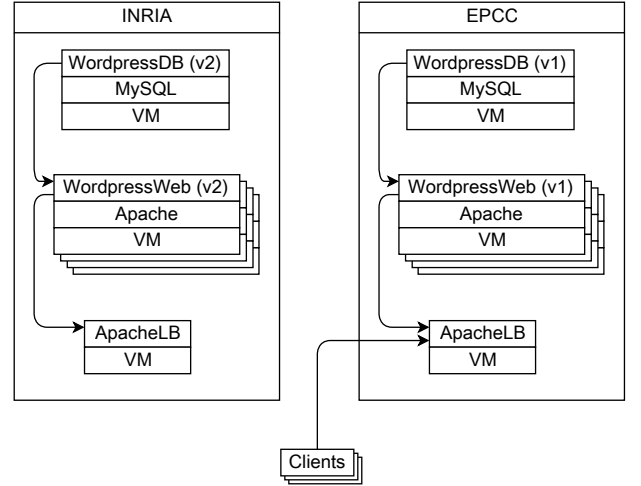 INRIA
WordpressDB (v2)
MySQL
VM
WordpressWeb (v2)
Apache
VM
ApacheLB
VM
EPCC
WordpressDB (v1)
MySQL
VM
WordpressWeb (v1)
Apache
VM
ApacheLB
VM
Clients